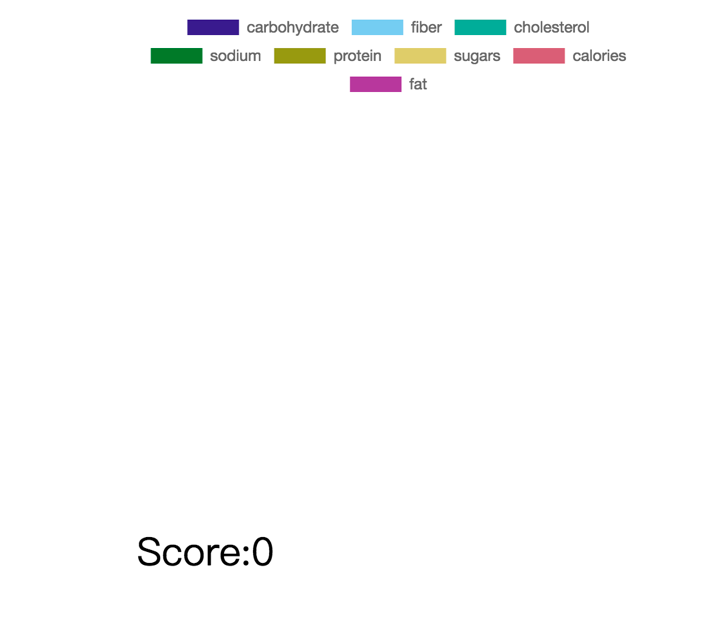 carbohydrate fiber cholesterol
sodium protein sugars calories
fat
Score:0